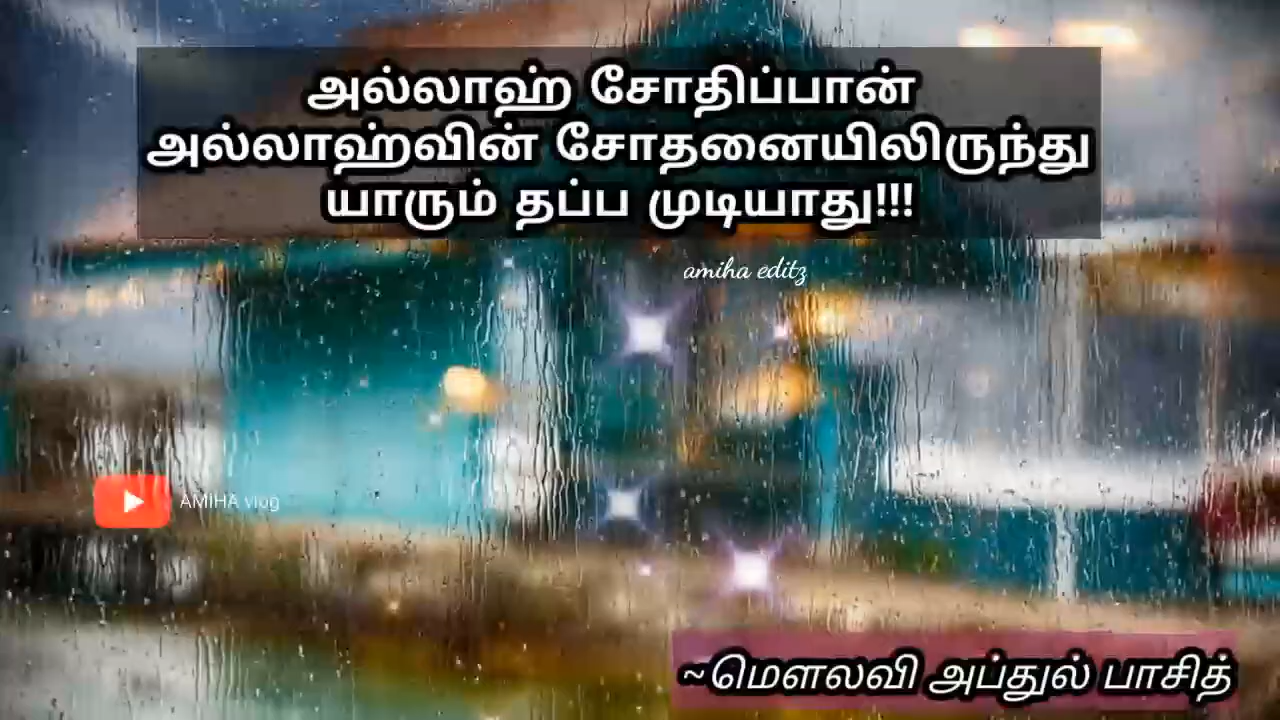 அல்லாஹ் சோதிப்பான்
அல்லாஹ்வின் சோதனையிலிருந்து
யாரும் தப்ப முடியாது!!!
amiha editz
AMIHA vlog
~மௌலவி அப்துல் பாசித்